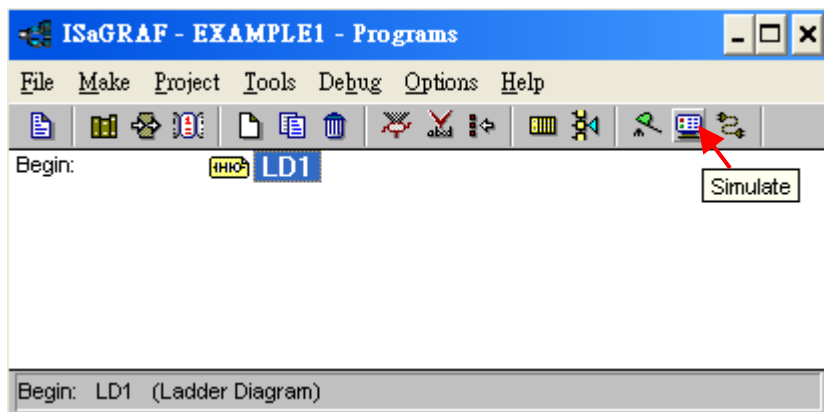 ISaGRAF - EXAMPLE1 - Programs
File Make Project Tools Debug Options Help
Begin: LD1
Simulate
Begin: LD1 (Ladder Diagram)